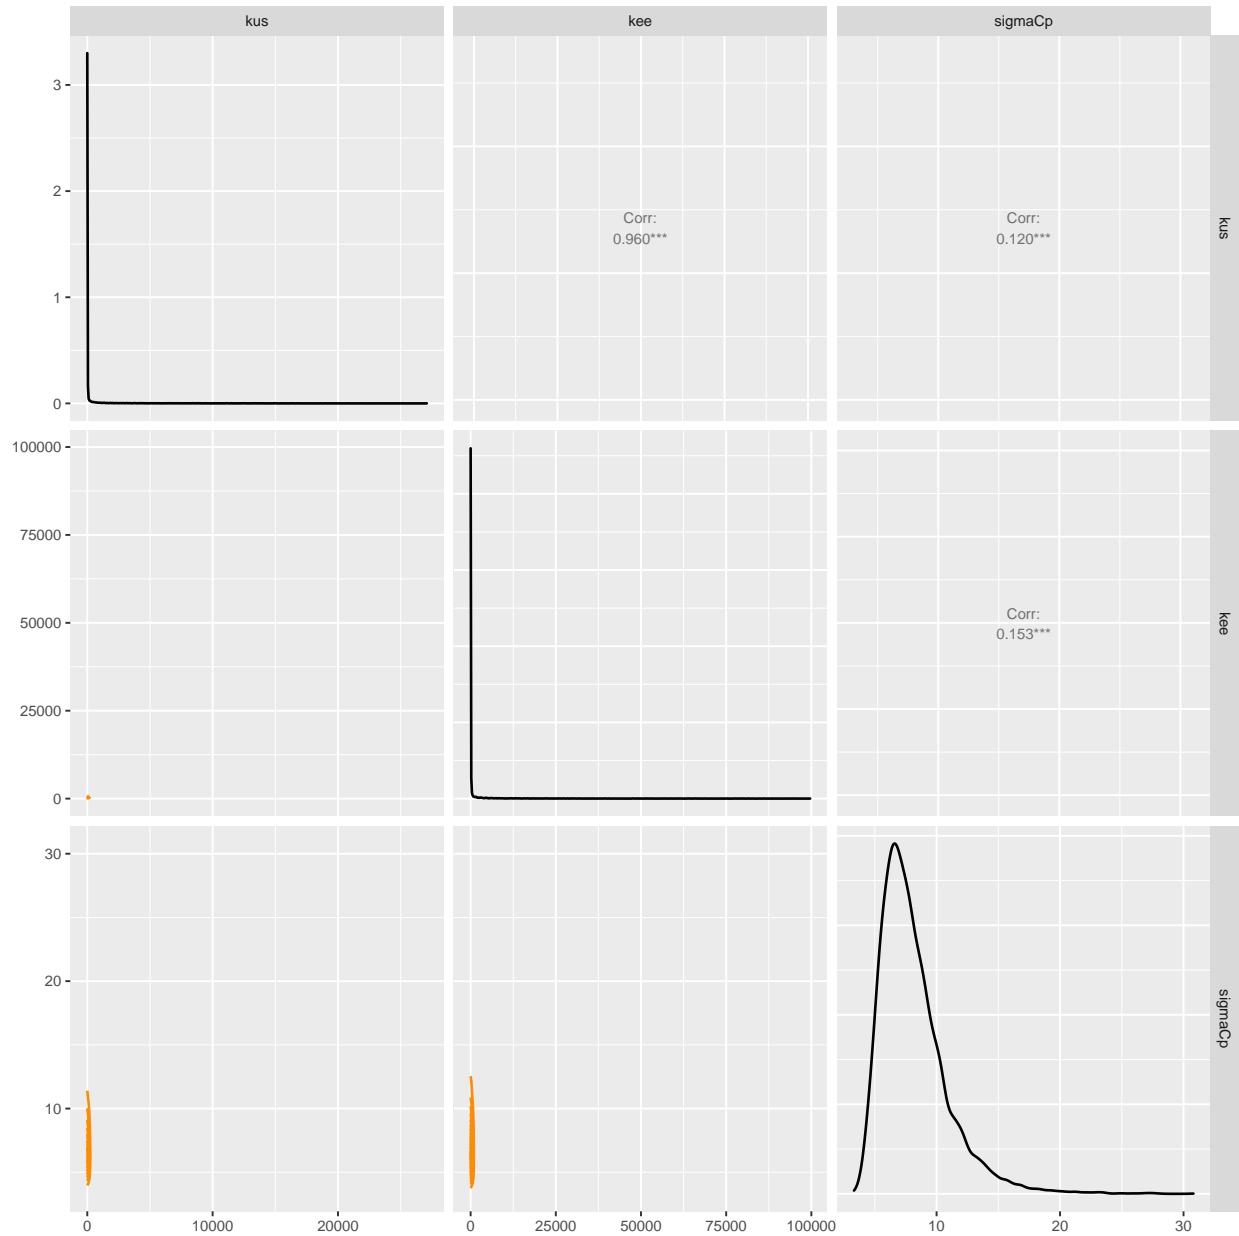 kus kee sigmaCp
3
2
1
0
Corr:
0.960***
Corr:
0.120***
kus
100000
75000
50000
25000
0
Corr:
0.153***
kee
30
20
10
sigmaCp
0 10000 20000 0 25000 50000 75000 100000 10 20 30